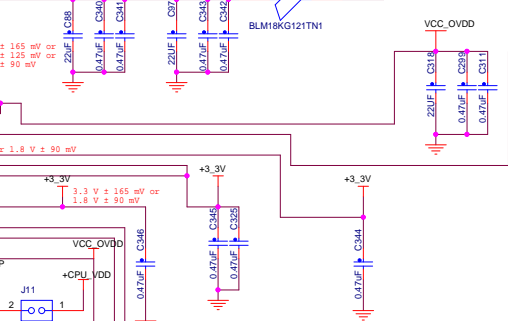 C88
22uF
C340
0.47uF
C341
0.47uF
C97
22UF
C343
0.47uF
C342
0.47uF
BLM18KG121TN1
VCC_OVDD
± 165 mV or
± 125 mV or
± 90 mV
C318
22UF
C299
0.47uF
C311
0.47uF
r 1.8 V ± 90 mV
+3_3V
3.3 V ± 165 mV or
1.8 V ± 90 mV
+3_3V
+3_3V
C346
0.47uF
C345
0.47uF
C325
0.47uF
C344
0.47uF
VCC_OVDD
P
+CPU_VDD
J11
2
1